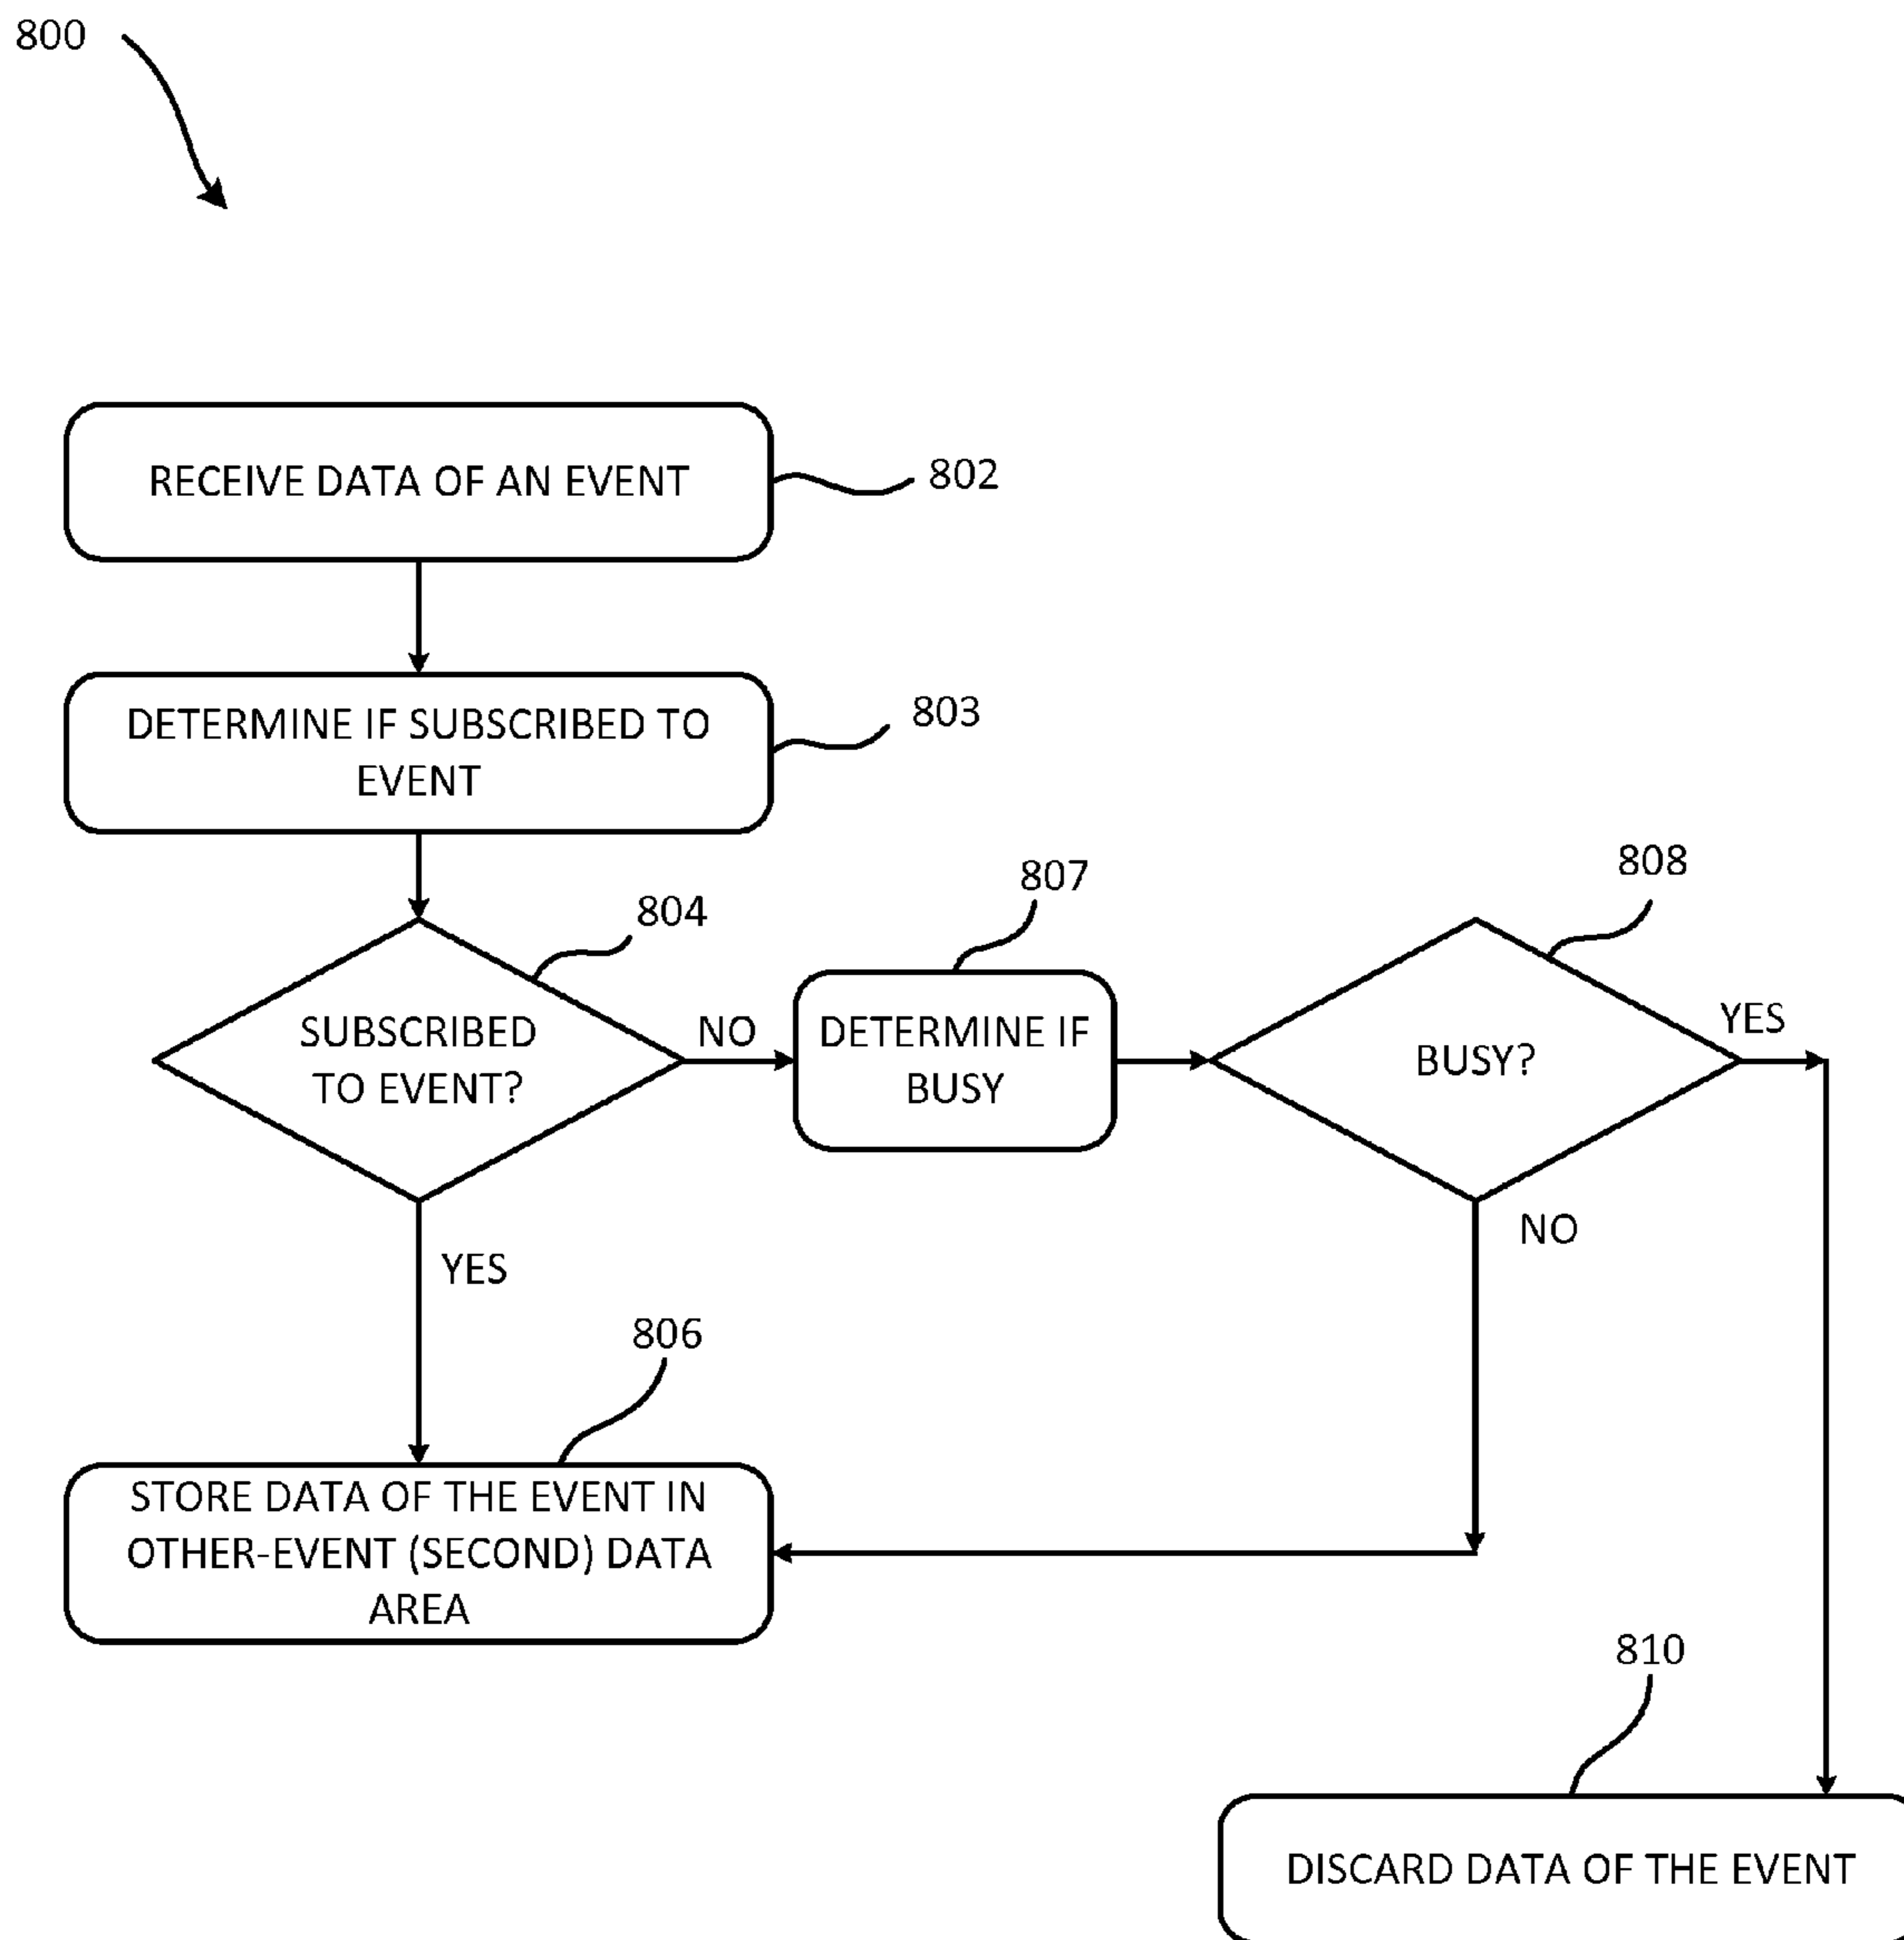 800
RECEIVE DATA OF AN EVENT
802
DETERMINE IF SUBSCRIBED TO
EVENT
803
804
SUBSCRIBED
TO EVENT?
NO
YES
807
DETERMINE IF
BUSY
808
BUSY?
YES
NO
806
STORE DATA OF THE EVENT IN
OTHER-EVENT (SECOND) DATA
AREA
810
DISCARD DATA OF THE EVENT